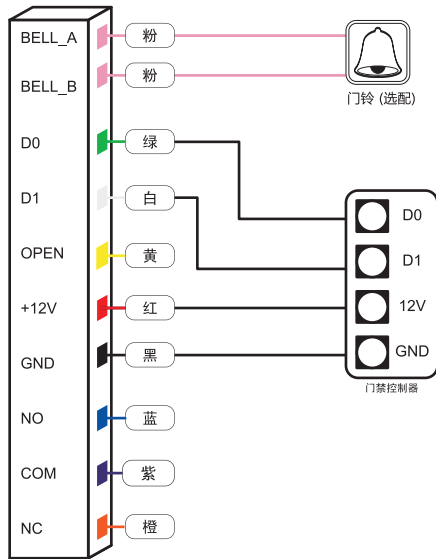 BELL_A 粉
BELL_B 粉
门铃 (选配)
D0 绿
D1 白
OPEN 黄
+12V 红
GND 黑
NO 蓝
COM 紫
NC 橙
D0
D1
12V
GND
门禁控制器